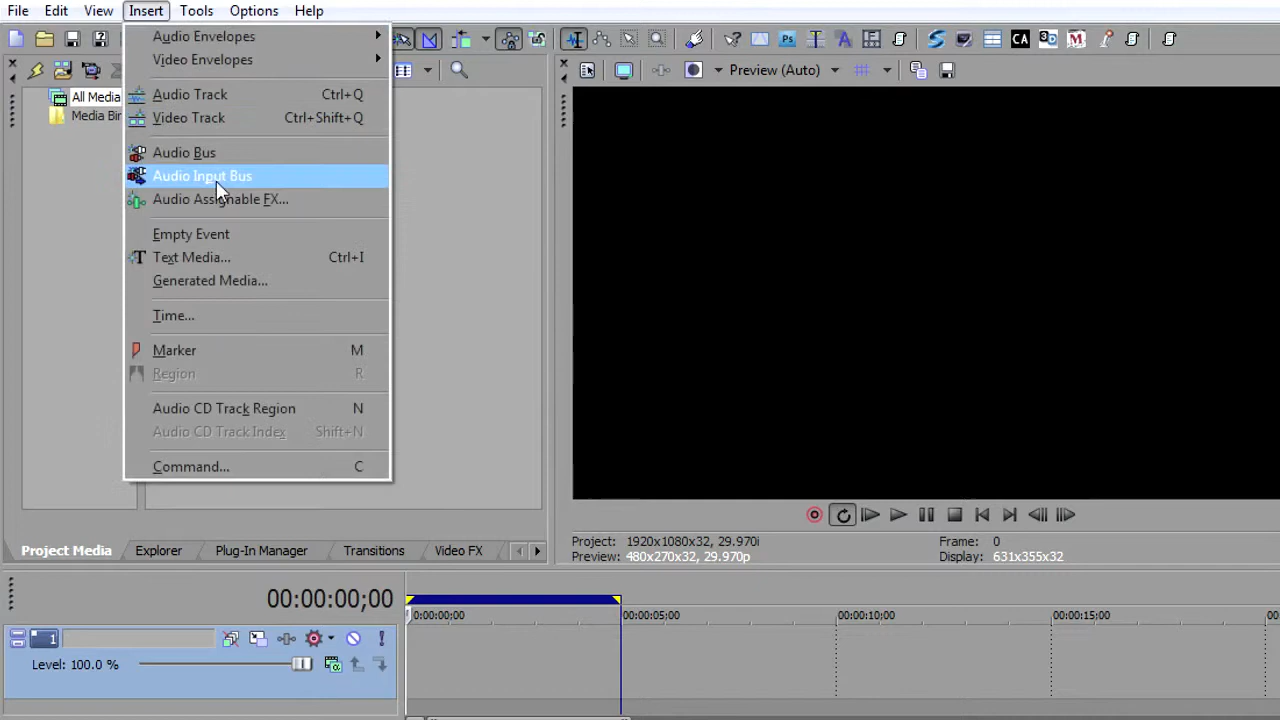 File Edit View Insert Tools Options Help
Audio Envelopes
Video Envelopes
Audio Track Ctrl+Q
Video Track Ctrl+Shift+Q
Audio Bus
Audio Input Bus
Audio Assignable FX...
Empty Event
Text Media... Ctrl+I
Generated Media...
Time...
Marker M
Region R
Audio CD Track Region N
Audio CD Track Index Shift+N
Command... C
All Media
Media Bin
Preview (Auto)
Ps A CA 3D M
Project Media Explorer Plug-In Manager Transitions Video FX
Project: 1920x1080x32, 29.970i
Preview: 480x270x32, 29.970p
Frame: 0
Display: 631x355x32
00:00:00;00
0:00:00;00 00:00:05;00 00:00:10;00 00:00:15;00 00
1
Level: 100.0 %